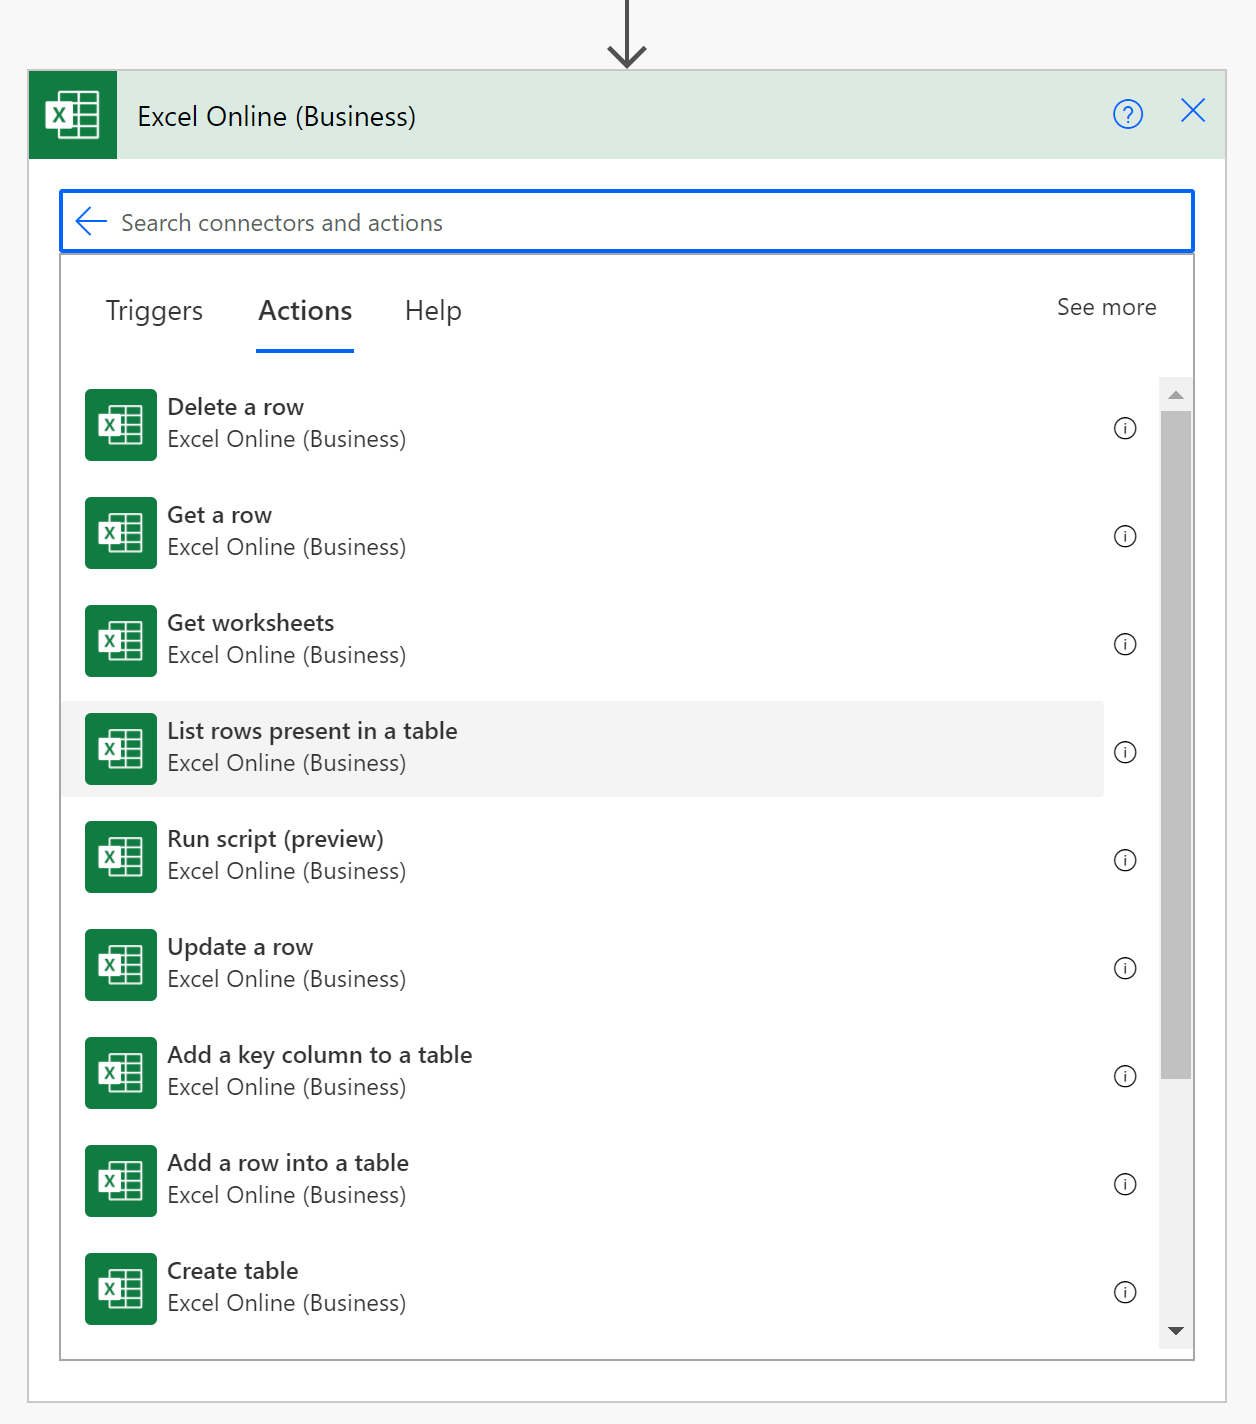 Excel Online (Business)
Search connectors and actions
Triggers
Actions
Help
See more
Delete a row
Excel Online (Business)
Get a row
Excel Online (Business)
Get worksheets
Excel Online (Business)
List rows present in a table
Excel Online (Business)
Run script (preview)
Excel Online (Business)
Update a row
Excel Online (Business)
Add a key column to a table
Excel Online (Business)
Add a row into a table
Excel Online (Business)
Create table
Excel Online (Business)